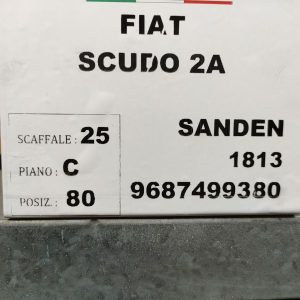 FIAT
SCUDO 2A
SCAFFALE : 25
PIANO : C
POSIZ. : 80
SANDEN
1813
9687499380